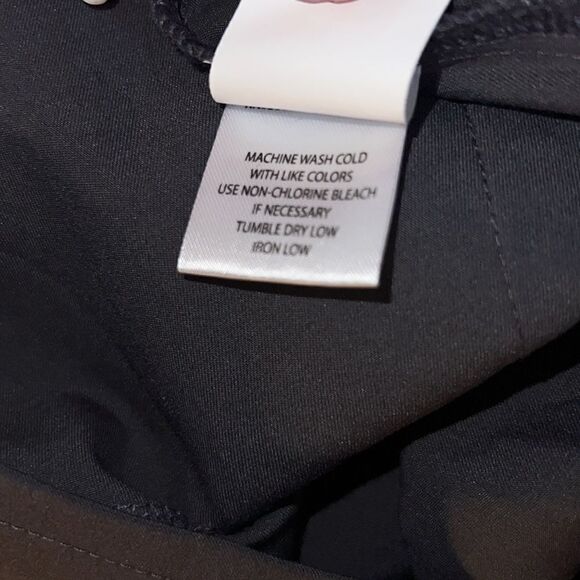 MACHINE WASH COLD
WITH LIKE COLORS
USE NON-CHLORINE BLEACH
IF NECESSARY
TUMBLE DRY LOW
IRON LOW